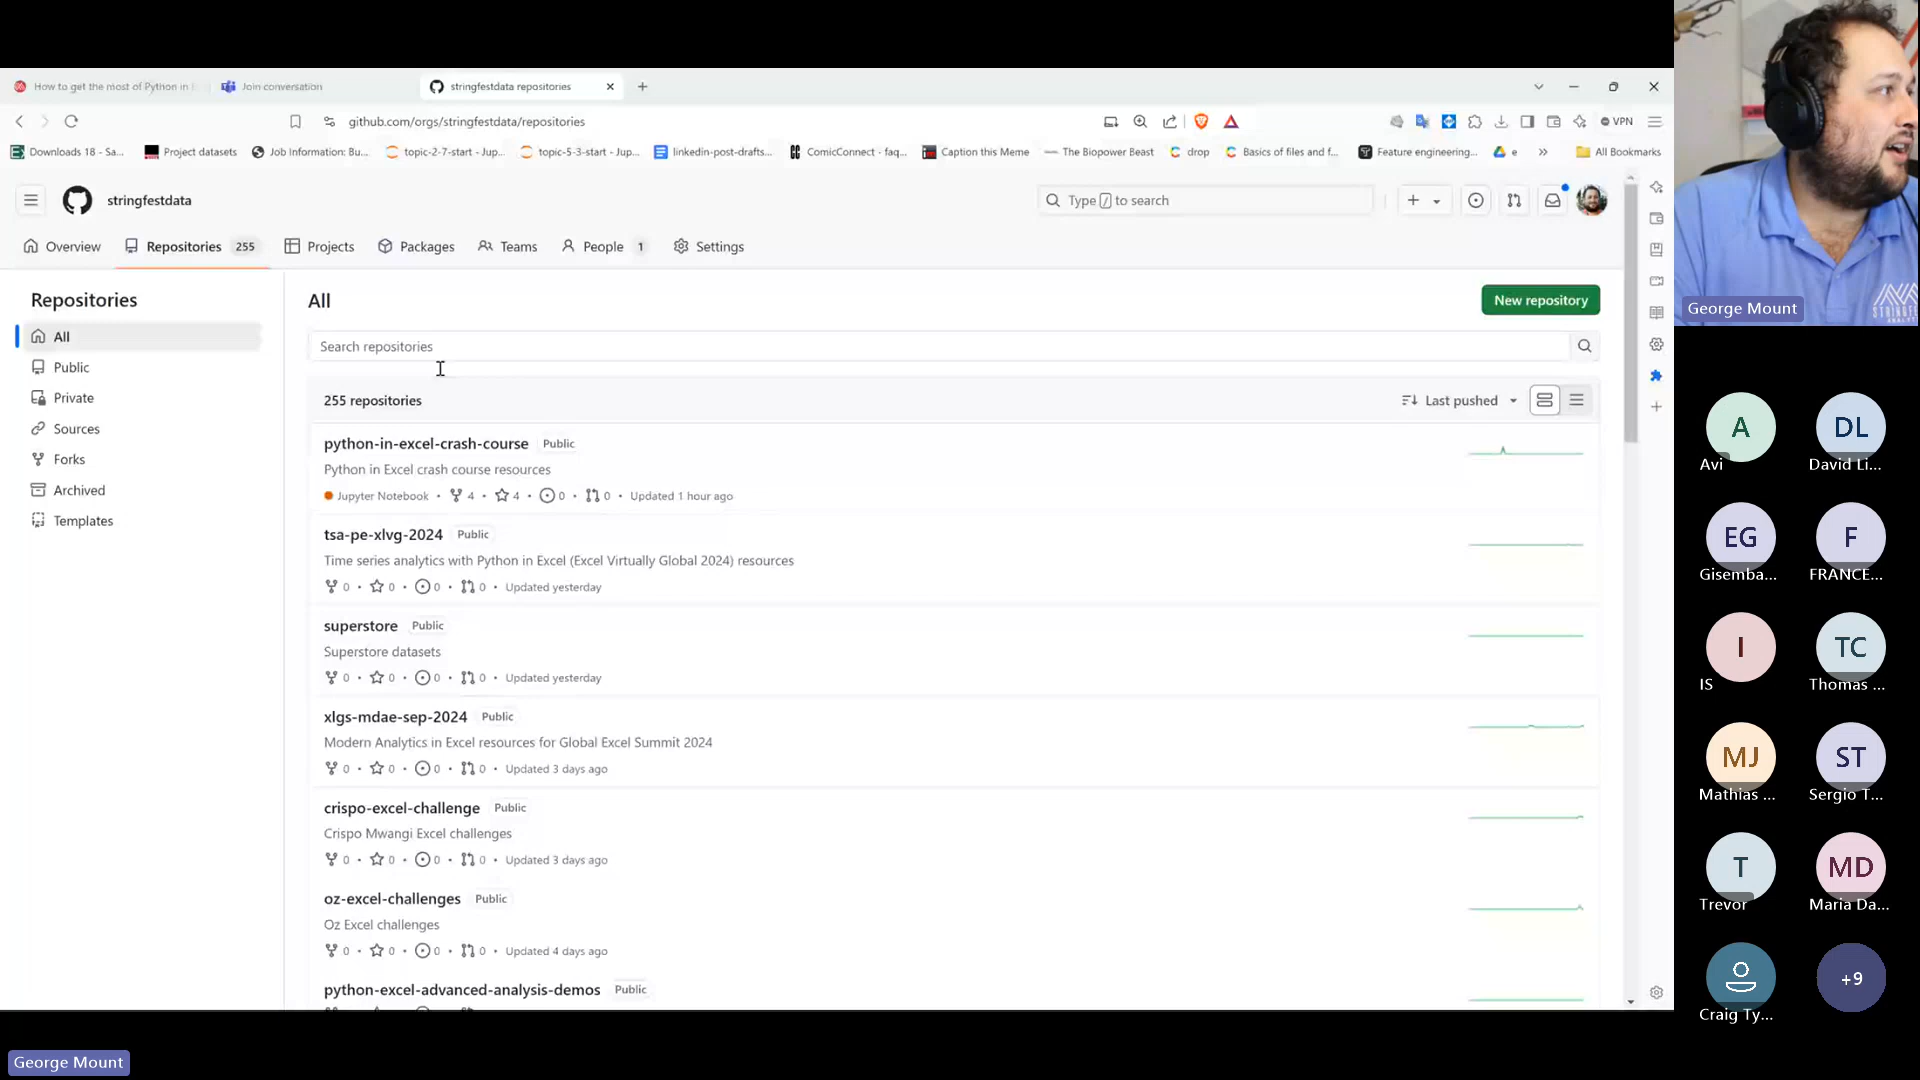 How to get the most of Python in
Join conversation
stringfestdata repositories
github.com/orgs/stringfestdata/repositories
VPN
Downloads 18 - Sa...
Project datasets
Job Information: Bu...
topic-2-7-start - Jup...
topic-5-3-start - Jup...
linkedin-post-drafts...
ComicConnect - faq...
Caption this Meme
The Biopower Beast
drop
Basics of files and f...
Feature engineering...
e
All Bookmarks
stringfestdata
Type / to search
Overview
Repositories 255
Projects
Packages
Teams
People 1
Settings
Repositories
All
Public
Private
Sources
Forks
Archived
Templates
All
New repository
Search repositories
255 repositories
Last pushed
python-in-excel-crash-course Public
Python in Excel crash course resources
Jupyter Notebook • 4 • 4 • 0 • 0 • Updated 1 hour ago
tsa-pe-xlvg-2024 Public
Time series analytics with Python in Excel (Excel Virtually Global 2024) resources
0 • 0 • 0 • 0 • Updated yesterday
superstore Public
Superstore datasets
0 • 0 • 0 • 0 • Updated yesterday
xlgs-mdae-sep-2024 Public
Modern Analytics in Excel resources for Global Excel Summit 2024
0 • 0 • 0 • 0 • Updated 3 days ago
crispo-excel-challenge Public
Crispo Mwangi Excel challenges
0 • 0 • 0 • 0 • Updated 3 days ago
oz-excel-challenges Public
Oz Excel challenges
0 • 0 • 0 • 0 • Updated 4 days ago
python-excel-advanced-analysis-demos Public
George Mount
A
Avi
DL
David Li...
EG
Gisemba...
F
FRANCE...
I
IS
TC
Thomas ...
MJ
Mathias ...
ST
Sergio T...
T
Trevor
MD
Maria Da...
Craig Ty...
+9
George Mount